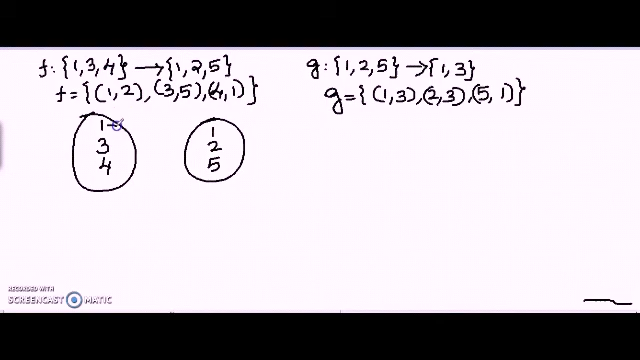 f: {1,3,4} → {1,2,5}
f = { (1,2), (3,5), (4,1) }
g: {1,2,5} → {1,3}
g = { (1,3), (2,3), (5,1) }
1
3
4
1
2
5
RECORDED WITH
SCREENCAST MATIC